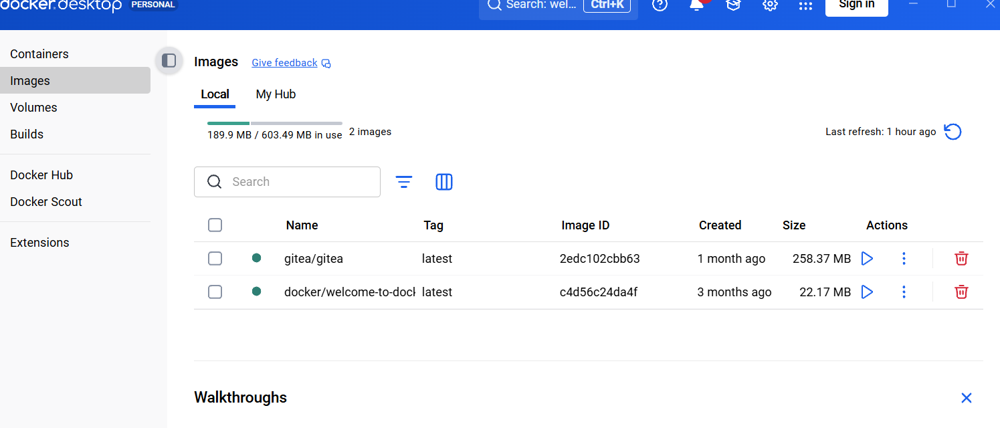 docker.desktop PERSONAL Search: wel... Ctrl+K Sign in
Containers
Images
Volumes
Builds
Docker Hub
Docker Scout
Extensions
Images Give feedback
Local My Hub
189.9 MB / 603.49 MB in use 2 images Last refresh: 1 hour ago
Search
Name Tag Image ID Created Size Actions
gitea/gitea latest 2edc102cbb63 1 month ago 258.37 MB
docker/welcome-to-dock latest c4d56c24da4f 3 months ago 22.17 MB
Walkthroughs